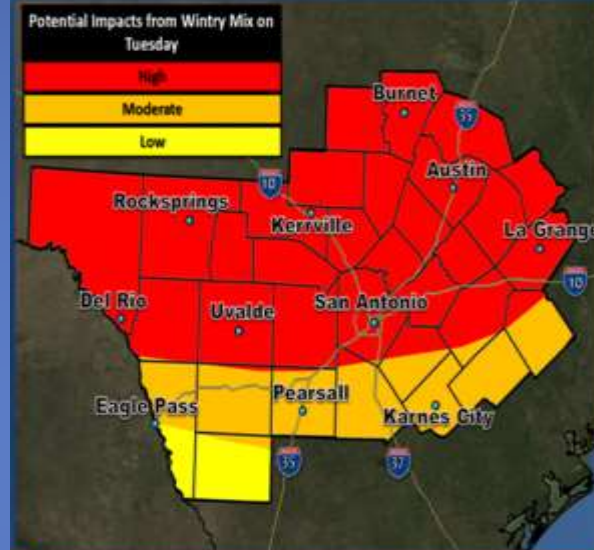 Potential Impacts from Wintry Mix on
Tuesday
High
Moderate
Low
Burnet
35
Austin
10
Rocksprings
Kerrville
La Grange
10
Del Rio
Uvalde
San Antonio
Eagle Pass
Pearsall
Karnes City
35
37